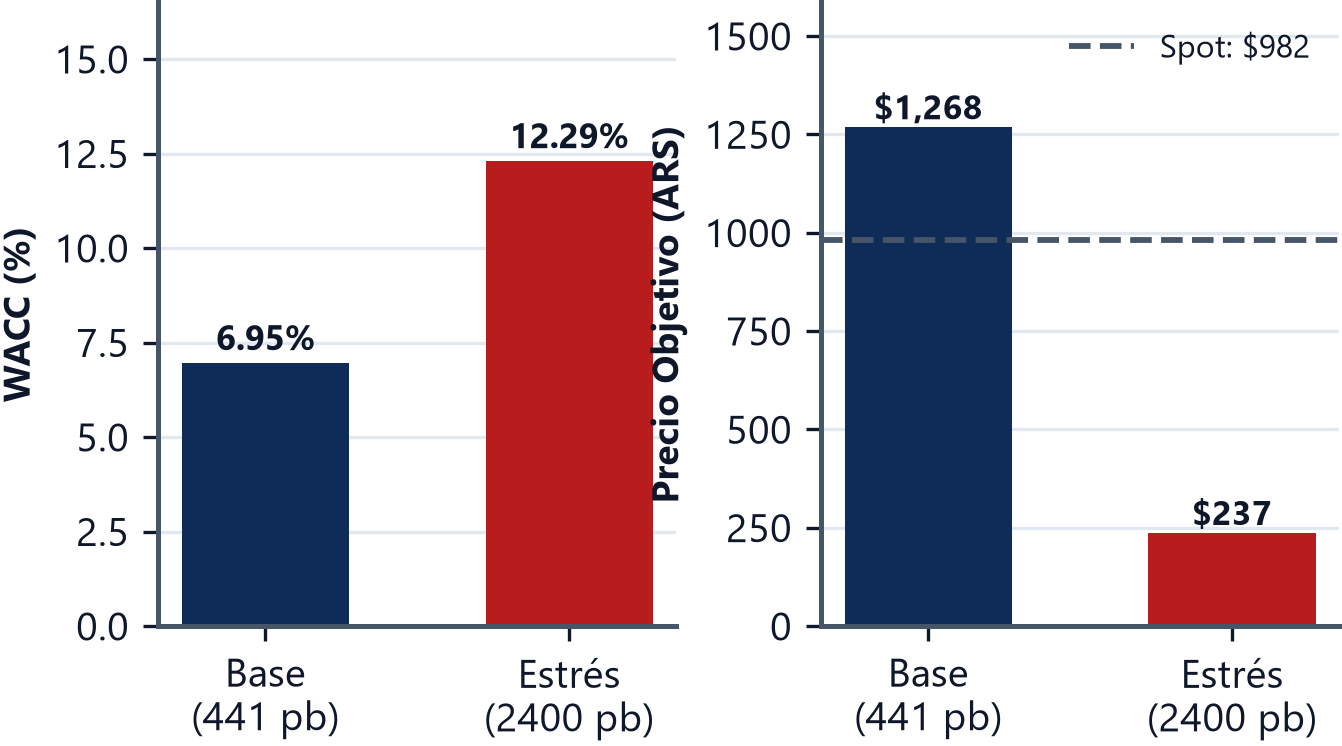 WACC (%)
15.0
12.5
10.0
7.5
5.0
2.5
0.0
12.29%
6.95%
Base
(441 pb)
Estrés
(2400 pb)
Precio Objetivo (ARS)
1500
1250
1000
750
500
250
0
Spot: $982
$1,268
$237
Base
(441 pb)
Estrés
(2400 pb)